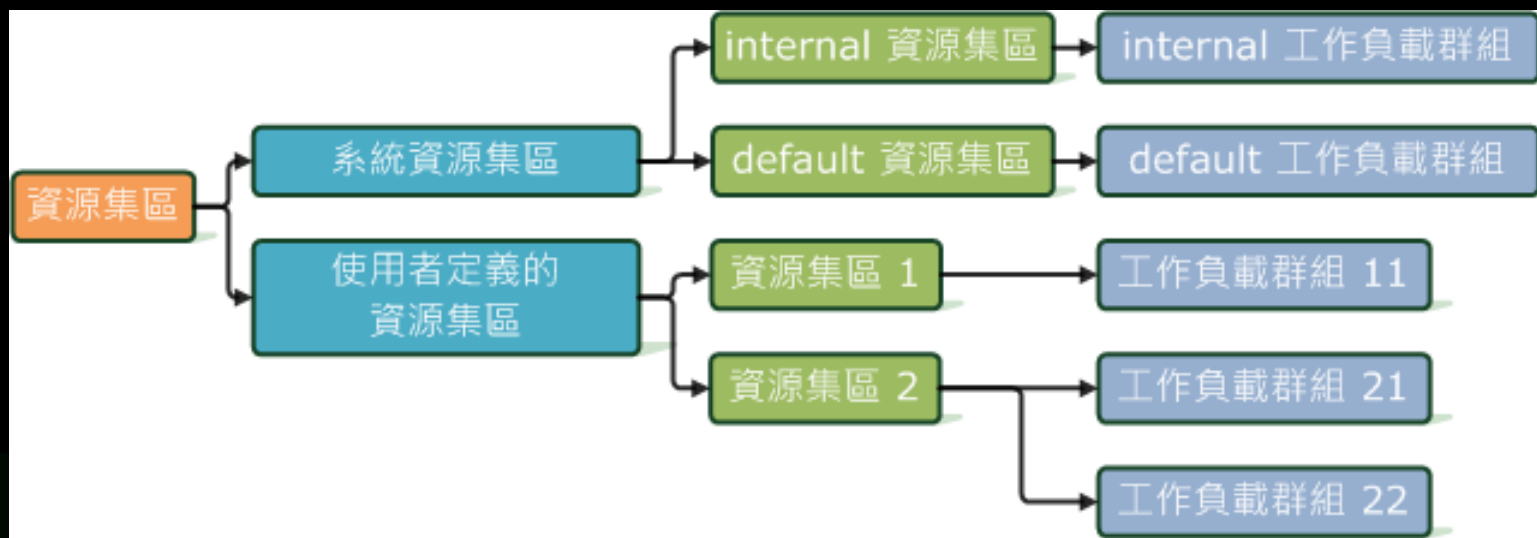 internal 資源集區
internal 工作負載群組
系統資源集區
default 資源集區
default 工作負載群組
資源集區
使用者定義的
資源集區
資源集區 1
工作負載群組 11
資源集區 2
工作負載群組 21
工作負載群組 22